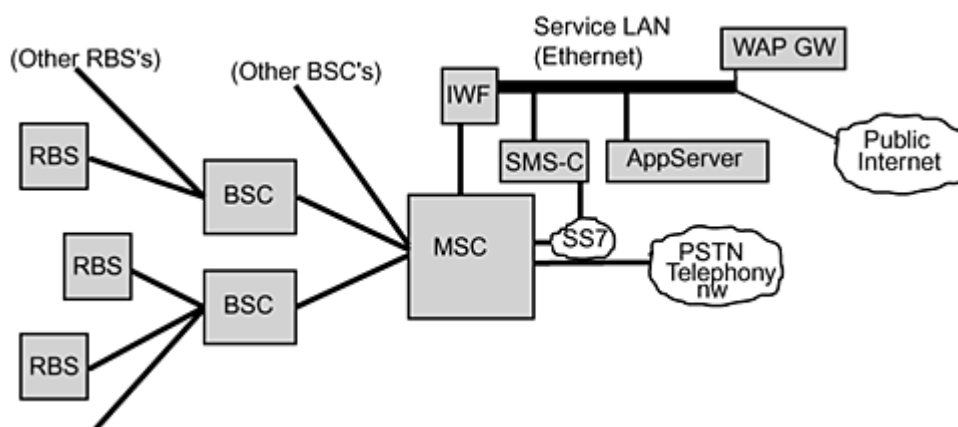 Service LAN
(Ethernet)
WAP GW
(Other RBS's)
(Other BSC's)
IWF
RBS
BSC
SMS-C
AppServer
Public
Internet
MSC
SS7
PSTN
Telephony
nw
RBS
BSC
RBS